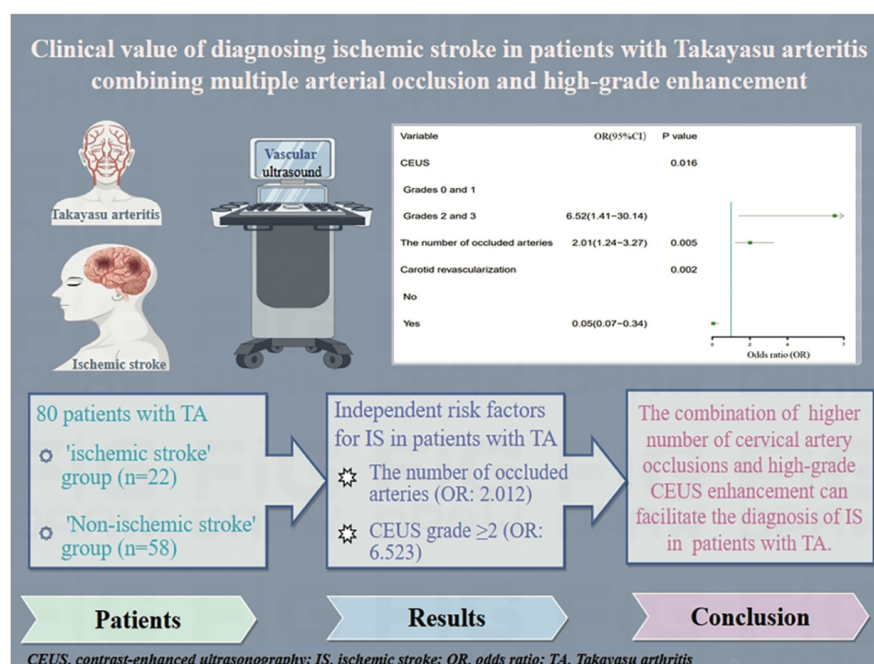 Clinical value of diagnosing ischemic stroke in patients with Takayasu arteritis
combining multiple arterial occlusion and high-grade enhancement
Takayasu arteritis
Ischemic stroke
Vascular
ultrasound
Variable OR(95%CI) P value
CEUS 0.016
Grades 0 and 1
Grades 2 and 3 6.52(1.41−30.14)
The number of occluded arteries 2.01(1.24−3.27) 0.005
Carotid revascularization 0.002
No
Yes 0.05(0.07−0.34)
0 2 4 7
Odds ratio (OR)
80 patients with TA
'ischemic stroke'
group (n=22)
'Non-ischemic stroke'
group (n=58)
Independent risk factors
for IS in patients with TA
The number of occluded
arteries (OR: 2.012)
CEUS grade ≥2 (OR:
6.523)
The combination of higher
number of cervical artery
occlusions and high-grade
CEUS enhancement can
facilitate the diagnosis of IS
in patients with TA.
Patients
Results
Conclusion
CEUS, contrast-enhanced ultrasonography; IS, ischemic stroke; OR, odds ratio; TA, Takayasu arthritis